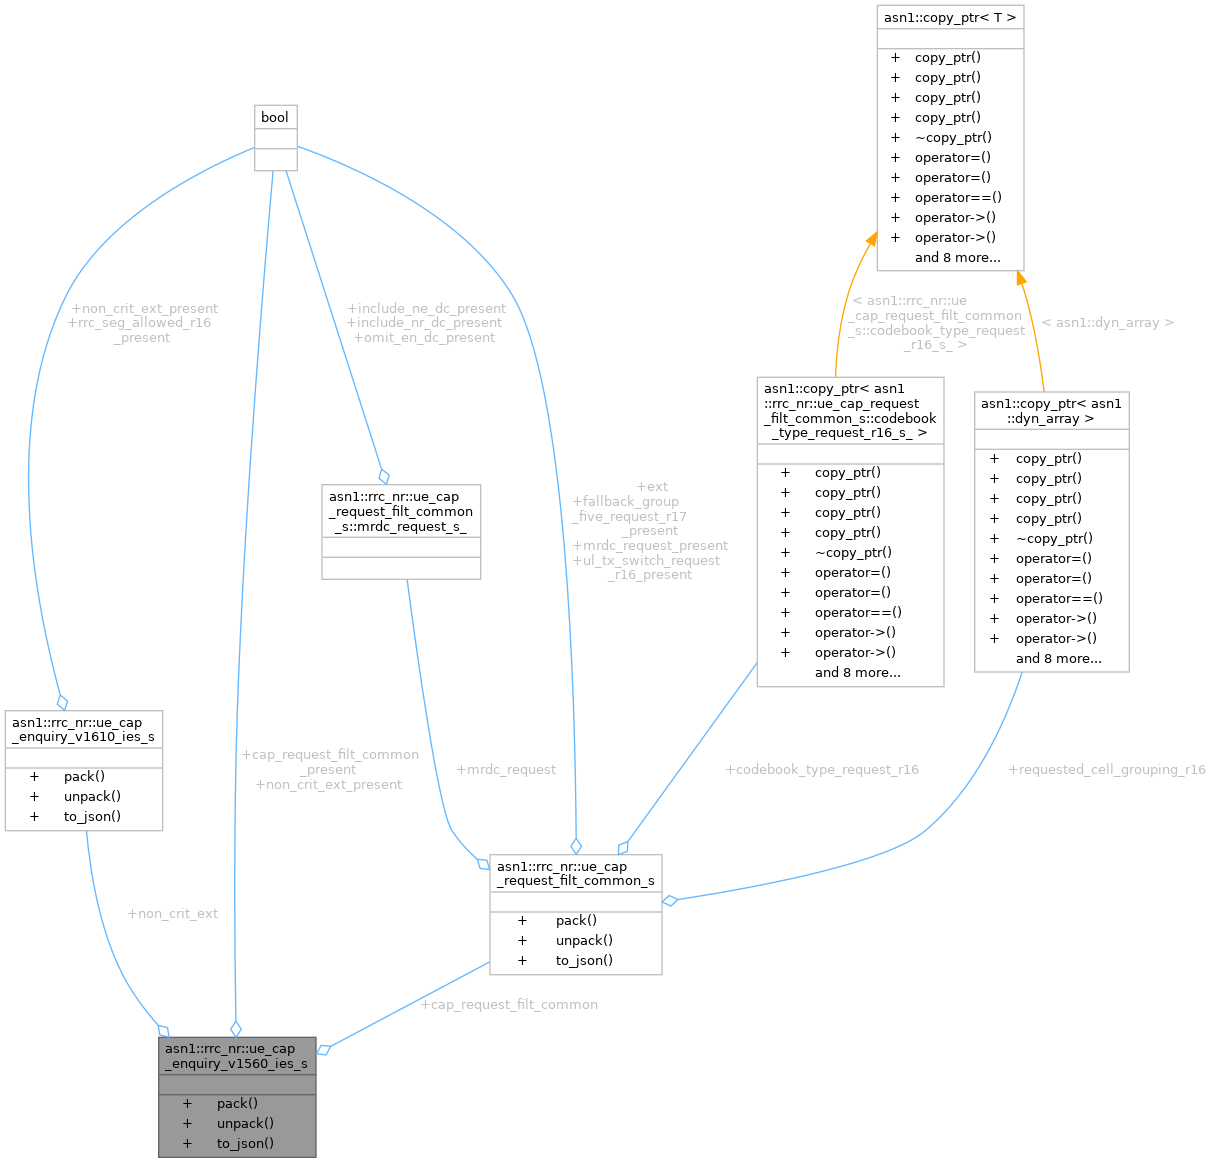 asn1::copy_ptr< T >
+ copy_ptr()
+ copy_ptr()
+ copy_ptr()
+ copy_ptr()
+ ~copy_ptr()
+ operator=()
+ operator=()
+ operator==()
+ operator->()
+ operator->()
and 8 more...
bool
+non_crit_ext_present
+rrc_seg_allowed_r16
_present
+include_ne_dc_present
+include_nr_dc_present
+omit_en_dc_present
< asn1::rrc_nr::ue
_cap_request_filt_common
_s::codebook_type_request
_r16_s_ >
< asn1::dyn_array >
asn1::copy_ptr< asn1
::rrc_nr::ue_cap_request
_filt_common_s::codebook
_type_request_r16_s_ >
+ copy_ptr()
+ copy_ptr()
+ copy_ptr()
+ copy_ptr()
+ ~copy_ptr()
+ operator=()
+ operator=()
+ operator==()
+ operator->()
+ operator->()
and 8 more...
asn1::copy_ptr< asn1
::dyn_array >
+ copy_ptr()
+ copy_ptr()
+ copy_ptr()
+ copy_ptr()
+ ~copy_ptr()
+ operator=()
+ operator=()
+ operator==()
+ operator->()
+ operator->()
and 8 more...
asn1::rrc_nr::ue_cap
_request_filt_common
_s::mrdc_request_s_
+ext
+fallback_group
_five_request_r17
_present
+mrdc_request_present
+ul_tx_switch_request
_r16_present
asn1::rrc_nr::ue_cap
_enquiry_v1610_ies_s
+ pack()
+ unpack()
+ to_json()
+cap_request_filt_common
_present
+non_crit_ext_present
+mrdc_request
+codebook_type_request_r16
+requested_cell_grouping_r16
asn1::rrc_nr::ue_cap
_request_filt_common_s
+ pack()
+ unpack()
+ to_json()
+non_crit_ext
+cap_request_filt_common
asn1::rrc_nr::ue_cap
_enquiry_v1560_ies_s
+ pack()
+ unpack()
+ to_json()